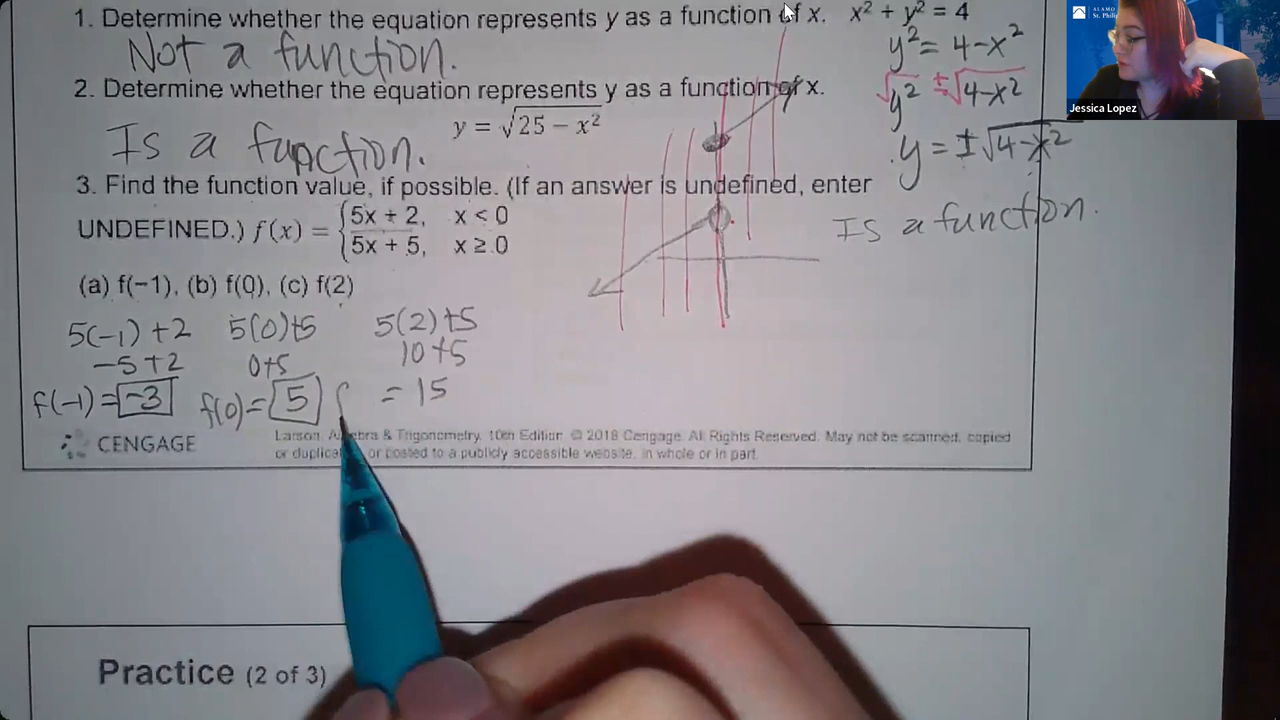 1. Determine whether the equation represents y as a function of x. x² + y² = 4
Not a function.
y² = 4-x²
√y² ±√4-x²
y = ±√4-x²
2. Determine whether the equation represents y as a function of x.
y = √25 − x²
Is a function.
Is a function.
3. Find the function value, if possible. (If an answer is undefined, enter
UNDEFINED.) f(x) = {5x + 2, x < 0
5x + 5, x ≥ 0
(a) f(−1), (b) f(0), (c) f(2)
5(-1) +2 5(0)+5 5(2)+5
-5+2 0+5 10+5
f(-1)= -3 f(0)= 5 = 15
CENGAGE
Larson, Algebra & Trigonometry, 10th Edition. © 2018 Cengage. All Rights Reserved. May not be scanned, copied
or or posted to a publicly accessible website, in whole or in part.
Practice (2 of 3)
ALAMO
St. Phili
Jessica Lopez